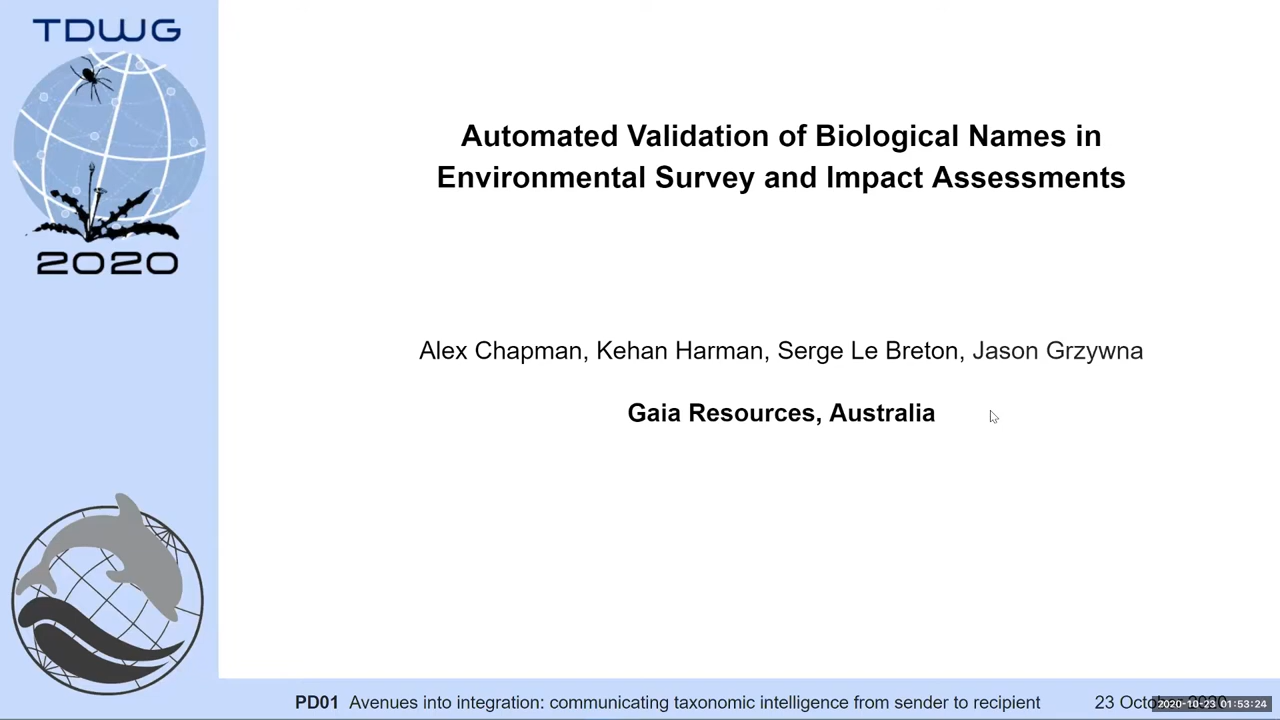 TDWG
2020
Automated Validation of Biological Names in
Environmental Survey and Impact Assessments
Alex Chapman, Kehan Harman, Serge Le Breton, Jason Grzywna
Gaia Resources, Australia
PD01 Avenues into integration: communicating taxonomic intelligence from sender to recipient
23 October 2020
2020-10-23 01:53:24